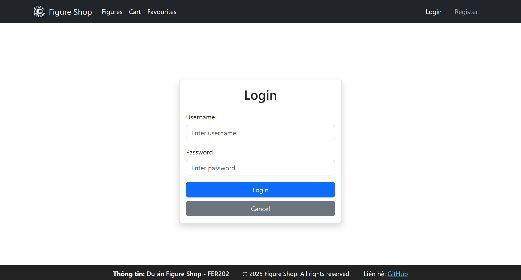 Figure Shop Figures Cart Favourites Login Register
Login
Username
Enter username
Password
Enter password
Login
Cancel
Thông tin: Dự án Figure Shop - FER202 © 2025 Figure Shop. All rights reserved. Liên hệ: GitHub